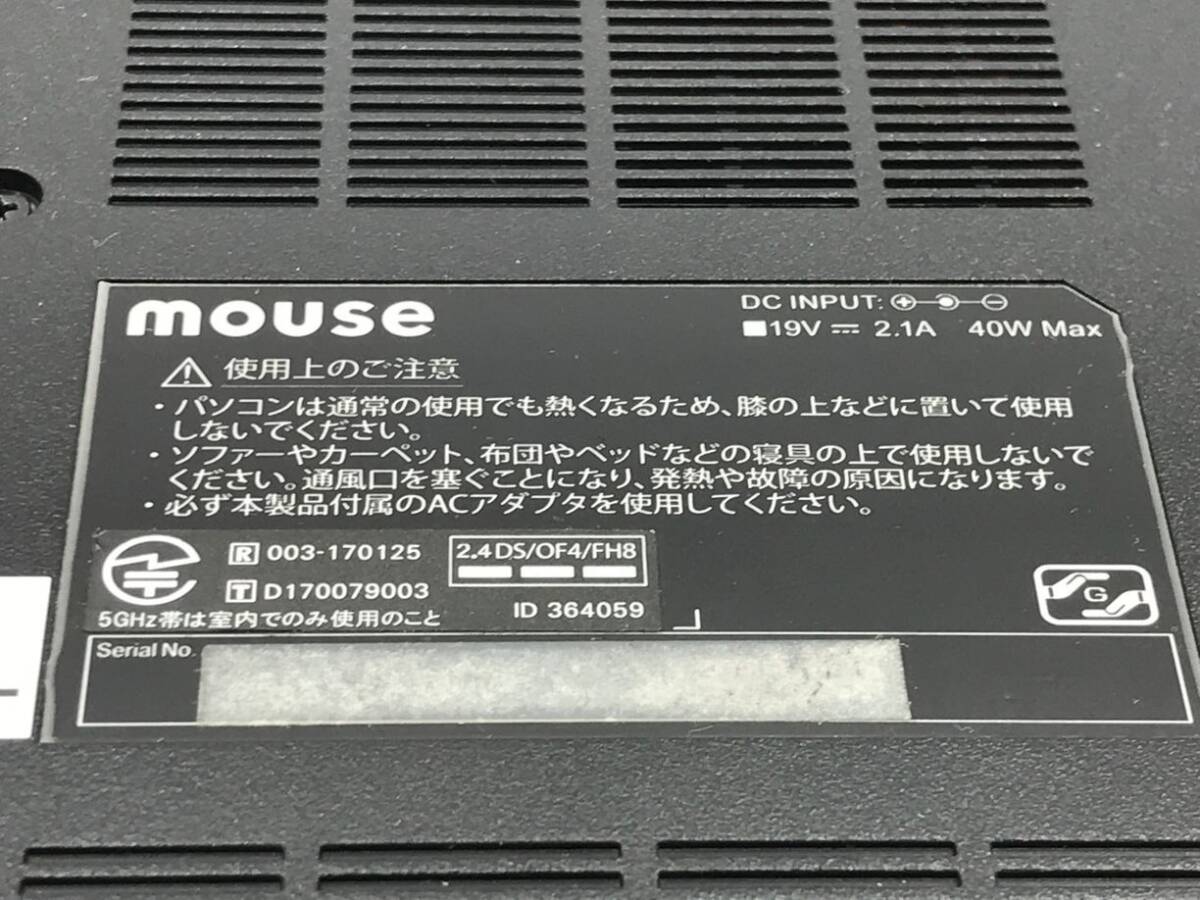 mouse
DC INPUT: ⊕─◉─⊖
■19V ⎓ 2.1A 40W Max
⚠ 使用上のご注意
・パソコンは通常の使用でも熱くなるため、膝の上などに置いて使用
しないでください。
・ソファーやカーペット、布団やベッドなどの寝具の上で使用しないで
ください。通風口を塞ぐことになり、発熱や故障の原因になります。
・必ず本製品付属のACアダプタを使用してください。
R 003-170125
2.4DS/OF4/FH8
T D170079003
5GHz帯は室内でのみ使用のこと
ID 364059
G
Serial No.